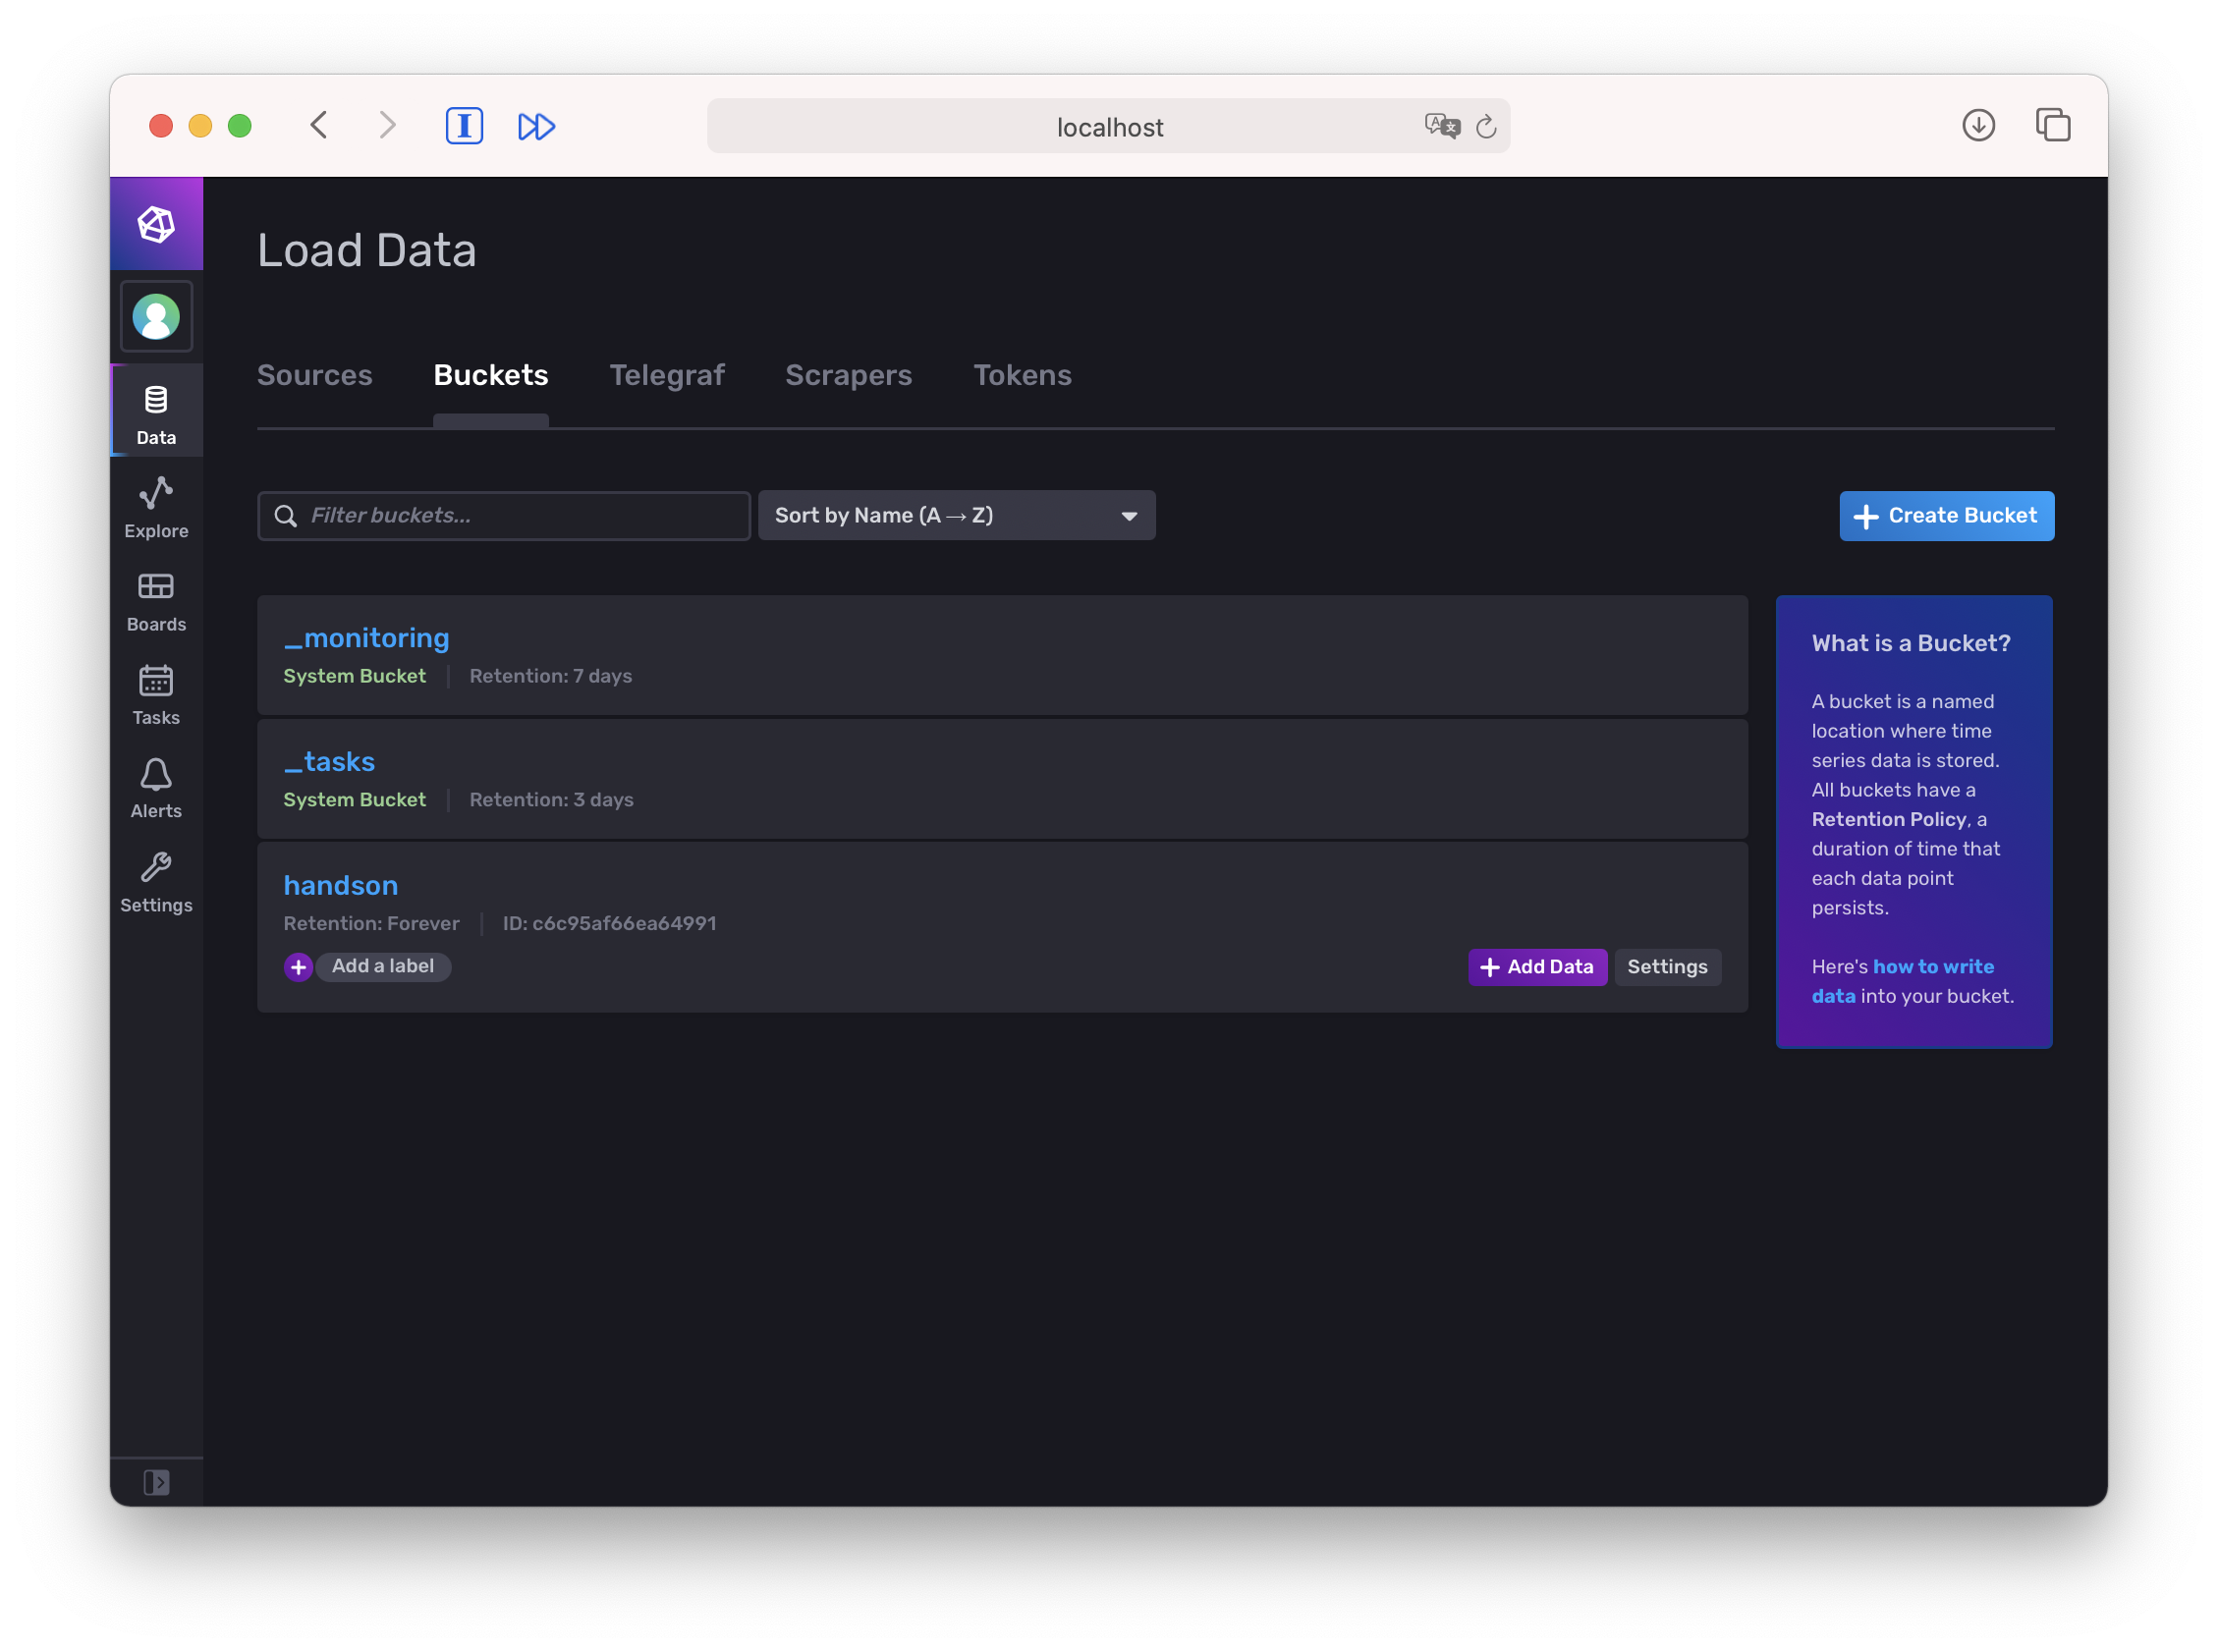 localhost
Load Data
Data
Explore
Boards
Tasks
Alerts
Settings
Sources Buckets Telegraf Scrapers Tokens
Filter buckets...
Sort by Name (A → Z)
Create Bucket
_monitoring
System Bucket Retention: 7 days
_tasks
System Bucket Retention: 3 days
handson
Retention: Forever ID: c6c95af66ea64991
Add a label
Add Data Settings
What is a Bucket?
A bucket is a named
location where time
series data is stored.
All buckets have a
Retention Policy, a
duration of time that
each data point
persists.
Here's how to write
data into your bucket.